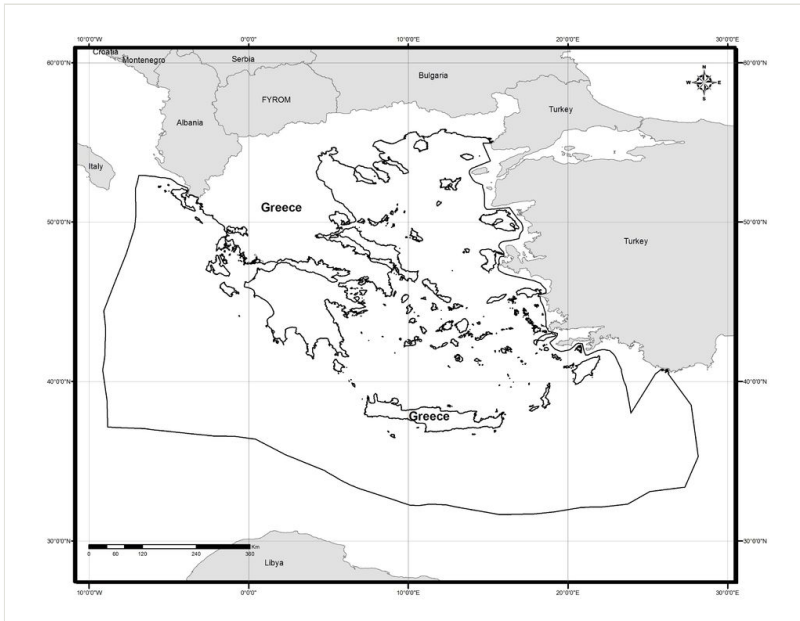 10°0'0"W 0°0'0" 10°0'0"E 20°0'0"E 30°0'0"E
Croatia
Montenegro
Serbia
60°0'0"N 60°0'0"N
Bulgaria
N
W E
S
FYROM
Turkey
Albania
Italy
Greece
50°0'0"N 50°0'0"N
Turkey
40°0'0"N 40°0'0"N
Greece
30°0'0"N 30°0'0"N
Km
0 60 120 240 360
Libya
10°0'0"W 0°0'0" 10°0'0"E 20°0'0"E 30°0'0"E